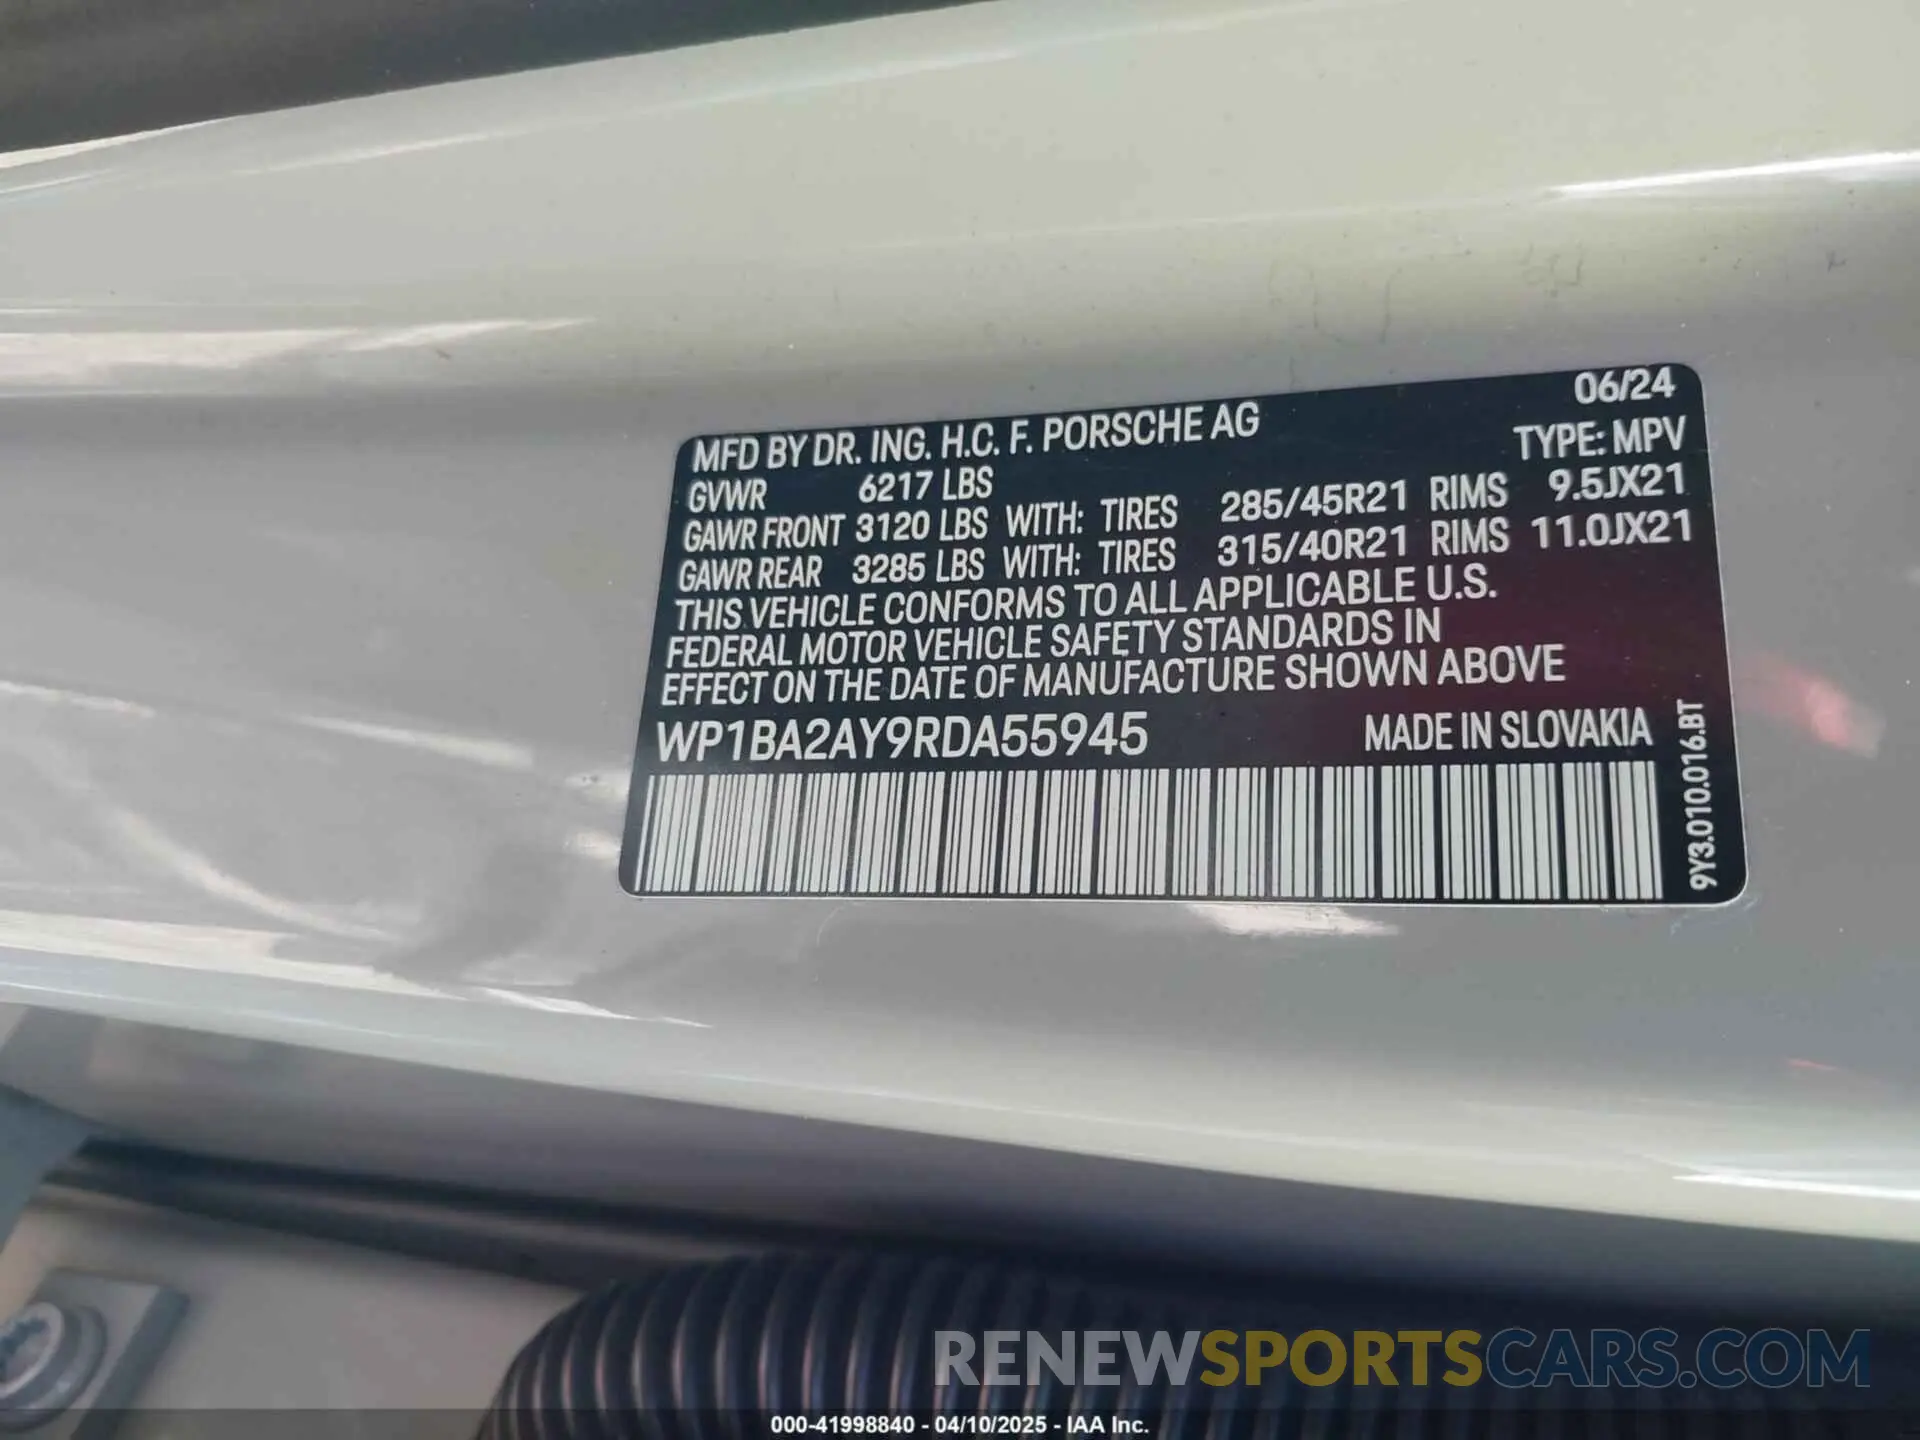 06/24
MFD BY DR. ING. H.C. F. PORSCHE AG
TYPE: MPV
GVWR 6217 LBS
GAWR FRONT 3120 LBS WITH: TIRES 285/45R21 RIMS 9.5JX21
GAWR REAR 3285 LBS WITH: TIRES 315/40R21 RIMS 11.0JX21
THIS VEHICLE CONFORMS TO ALL APPLICABLE U.S.
FEDERAL MOTOR VEHICLE SAFETY STANDARDS IN
EFFECT ON THE DATE OF MANUFACTURE SHOWN ABOVE
WP1BA2AY9RDA55945 MADE IN SLOVAKIA
9Y3.010.016.BT
RENEWSPORTSCARS.COM
000-41998840 - 04/10/2025 - IAA Inc.